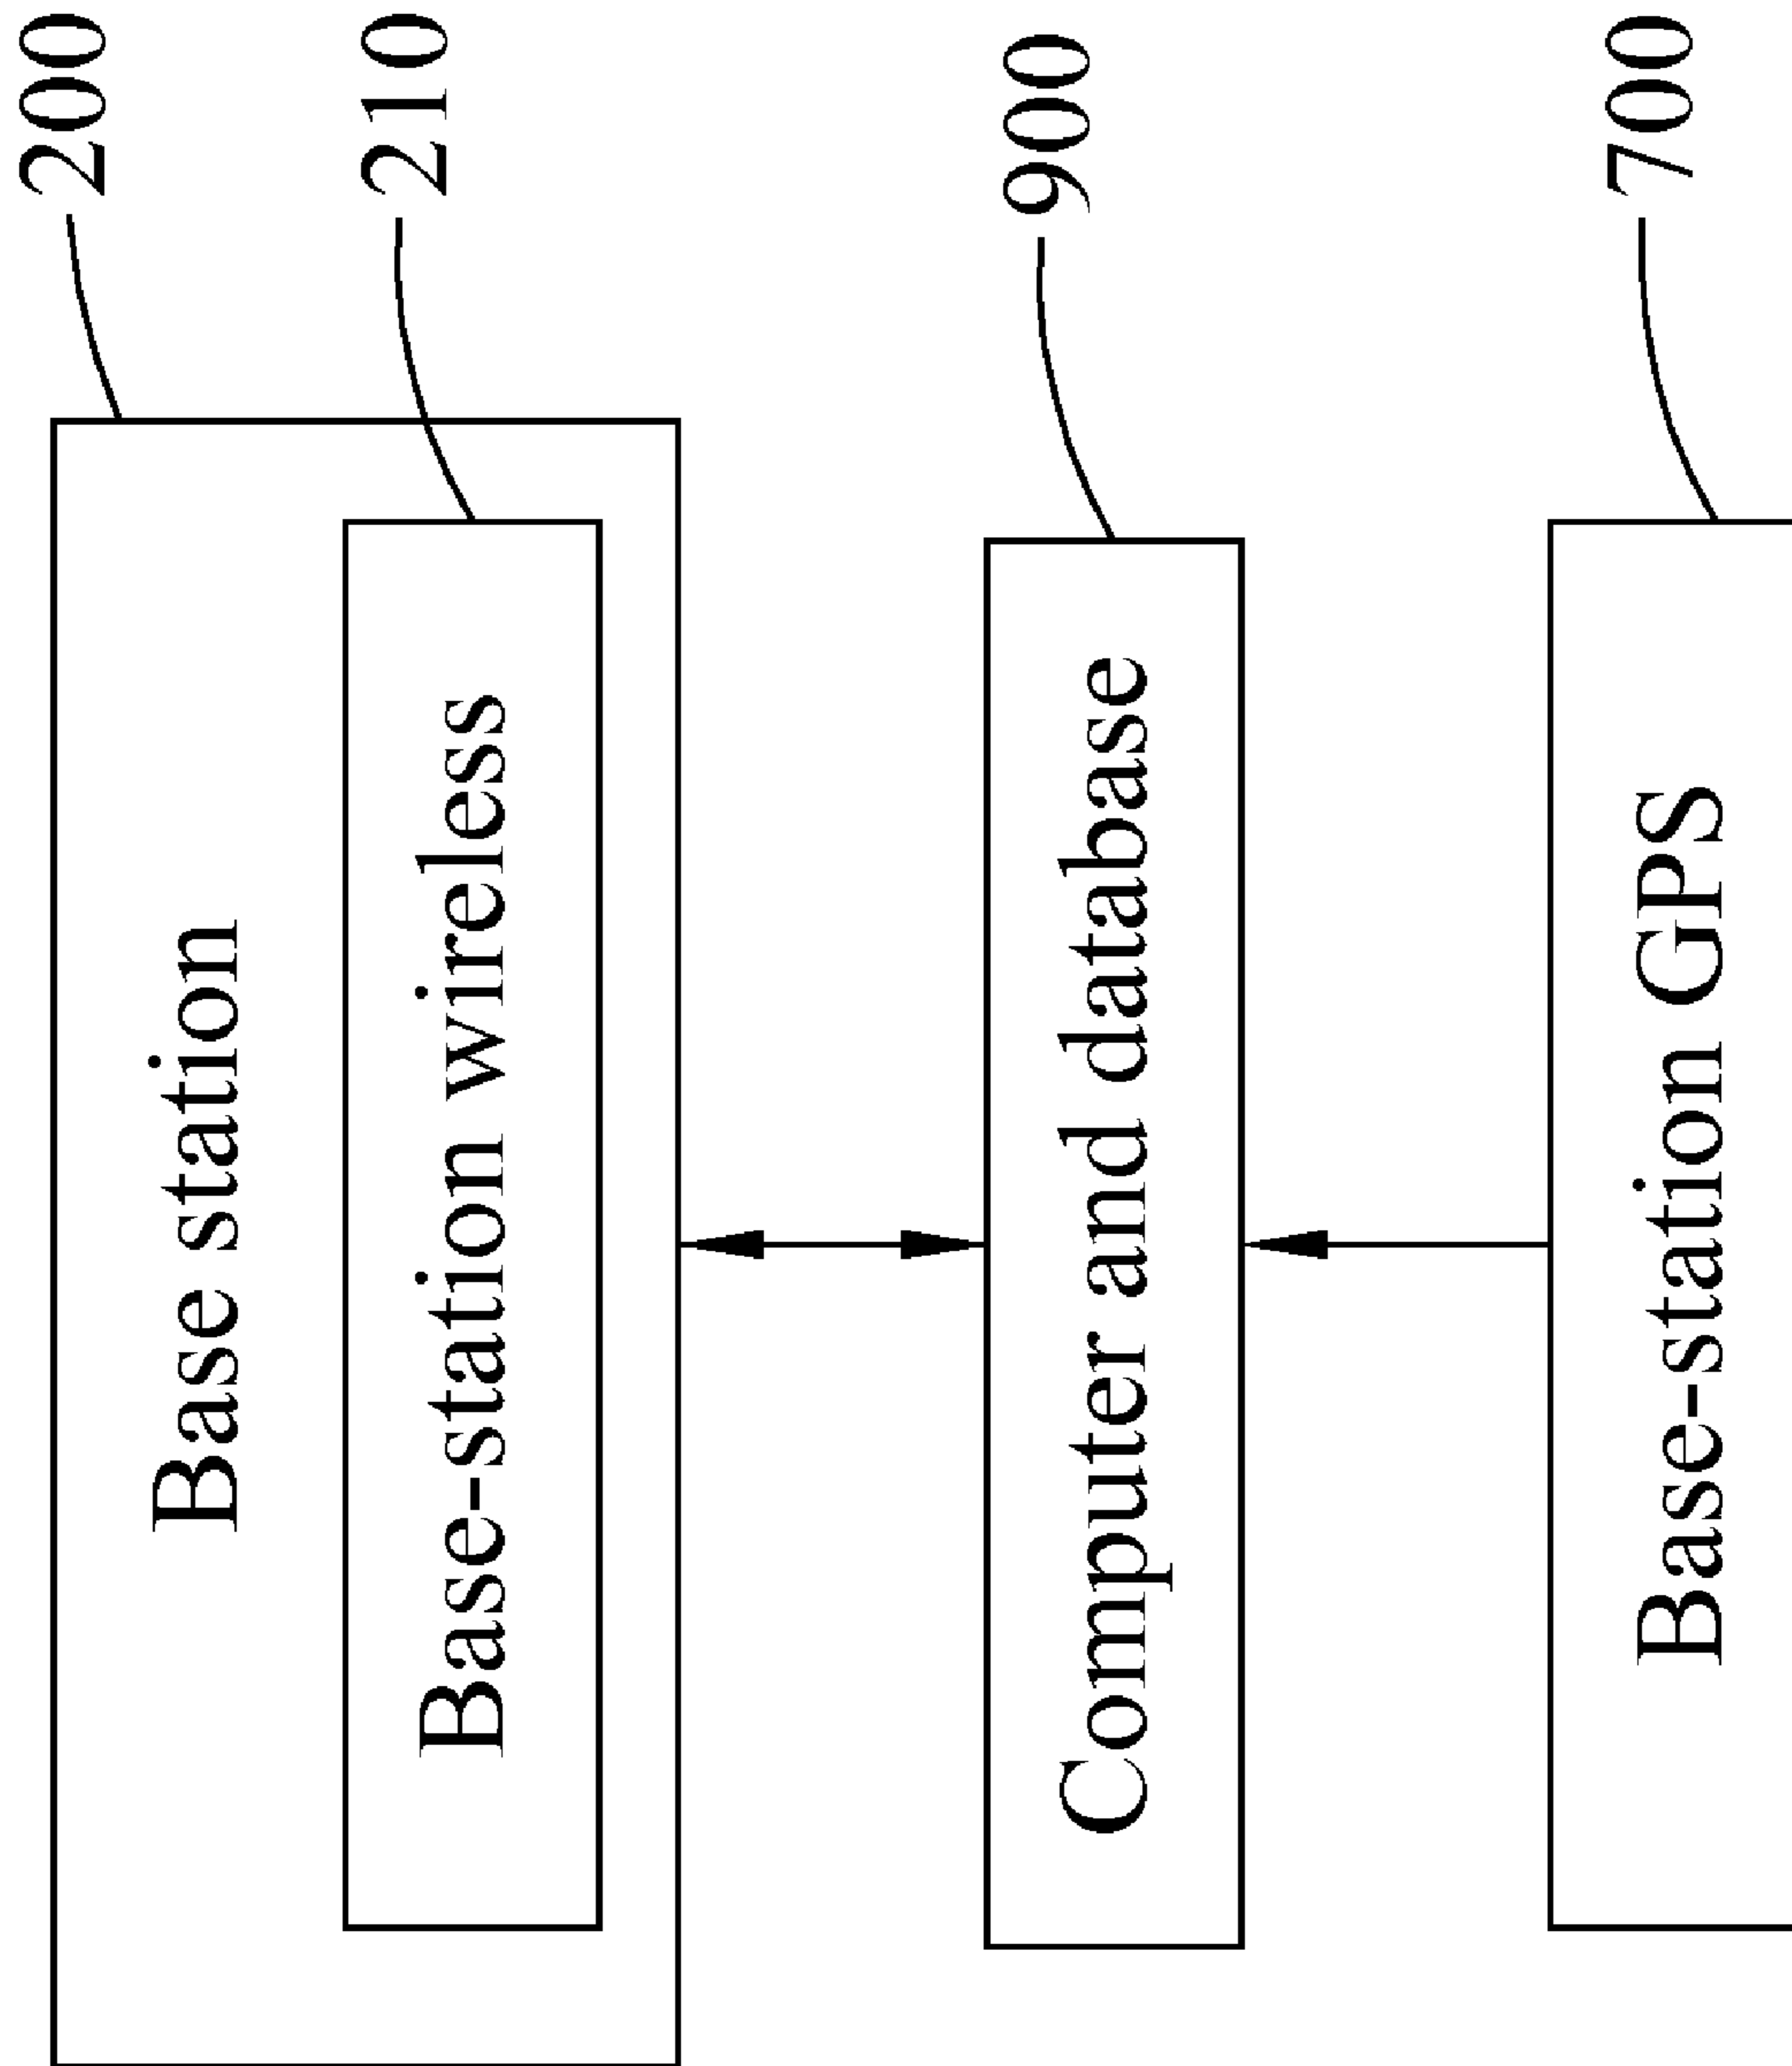 200
Base station
210
Base-station wireless
900
Computer and database
700
Base-station GPS